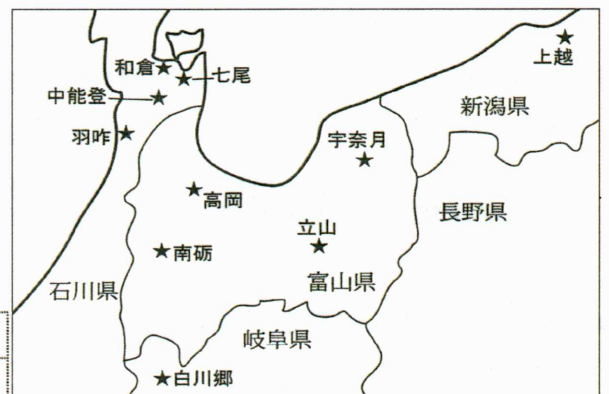 上越
和倉
七尾
中能登
新潟県
羽咋
宇奈月
高岡
長野県
立山
南砺
富山県
石川県
岐阜県
白川郷